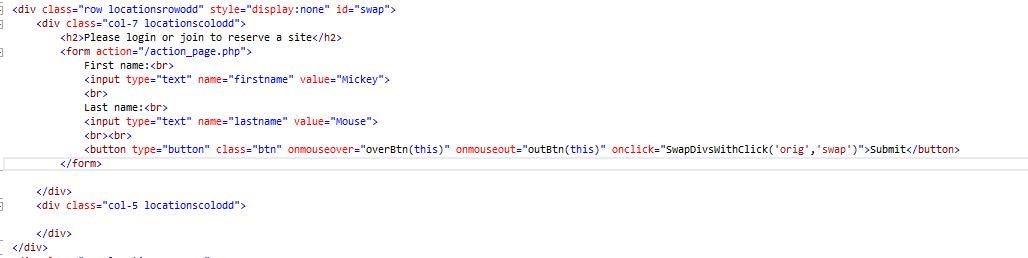 <div class="row locationsrowodd" style="display:none" id="swap">
<div class="col-7 locationscolodd">
<h2>Please login or join to reserve a site</h2>
<form action="/action_page.php">
First name:<br>
<input type="text" name="firstname" value="Mickey">
<br>
Last name:<br>
<input type="text" name="lastname" value="Mouse">
<br><br>
<button type="button" class="btn" onmouseover="overBtn(this)" onmouseout="outBtn(this)" onclick="SwapDivsWithClick('orig','swap')">Submit</button>
</form>
</div>
<div class="col-5 locationscolodd">
</div>
</div>